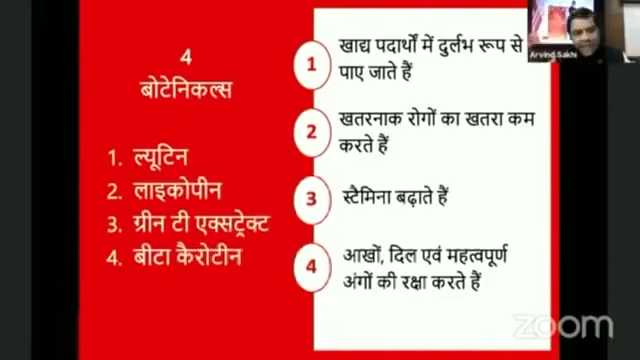 4
बोटेनिकल्स
1. ल्यूटिन
2. लाइकोपीन
3. ग्रीन टी एक्सट्रेक्ट
4. बीटा कैरोटीन
1 खाद्य पदार्थों में दुर्लभ रूप से
पाए जाते हैं
2 खतरनाक रोगों का खतरा कम
करते हैं
3 स्टैमिना बढ़ाते हैं
4 आखों, दिल एवं महत्वपूर्ण
अंगों की रक्षा करते हैं
Arvind Sakhi
zoom